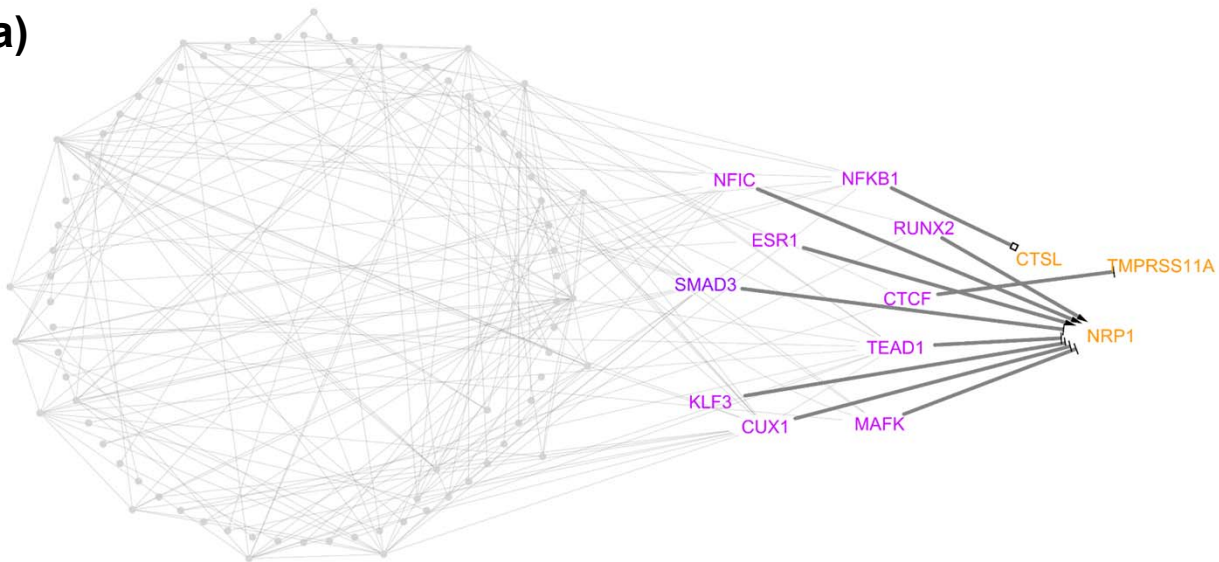 a)
NFIC
NFKB1
RUNX2
ESR1
CTSL
TMPRSS11A
SMAD3
CTCF
NRP1
TEAD1
KLF3
CUX1
MAFK